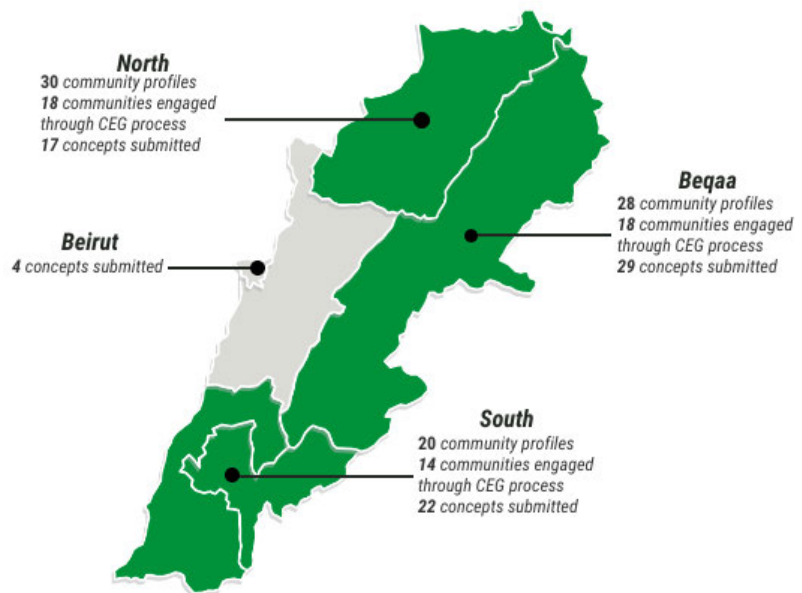 North
30 community profiles
18 communities engaged
through CEG process
17 concepts submitted
Beqaa
28 community profiles
18 communities engaged
through CEG process
29 concepts submitted
Beirut
4 concepts submitted
South
20 community profiles
14 communities engaged
through CEG process
22 concepts submitted